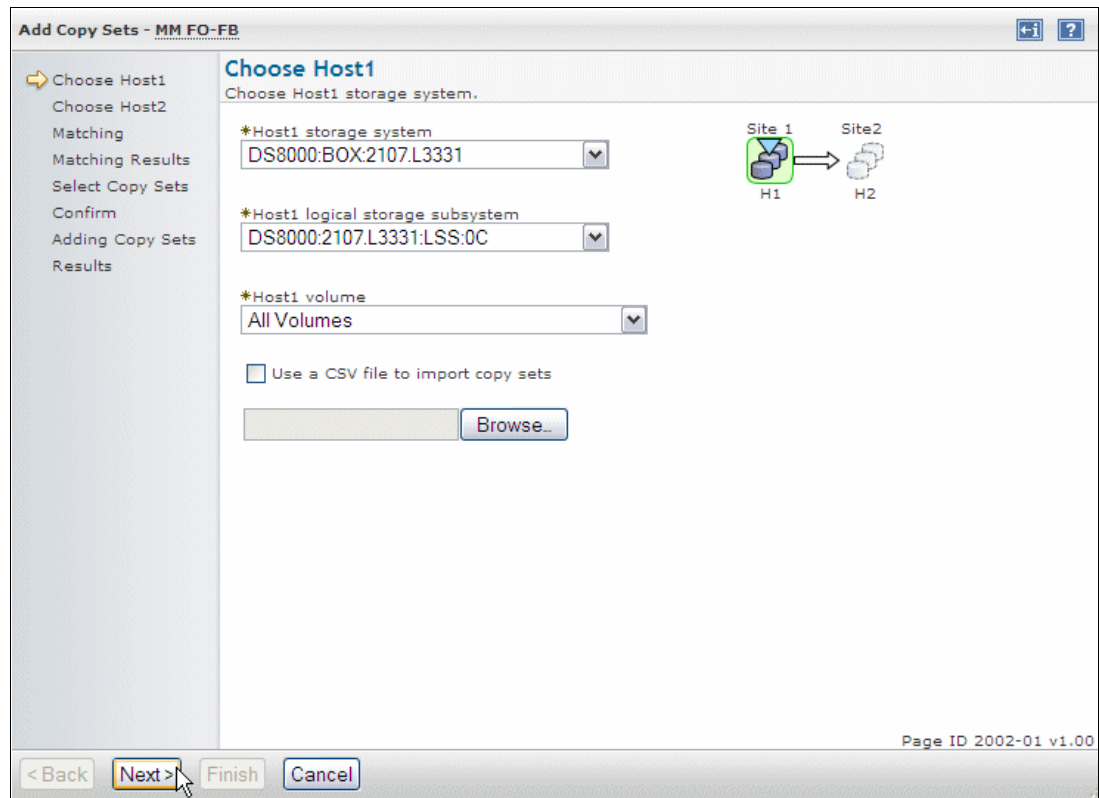 Add Copy Sets - MM FO-FB
?
Choose Host1
Choose Host2
Matching
Matching Results
Select Copy Sets
Confirm
Adding Copy Sets
Results
Choose Host1
Choose Host1 storage system.
*Host1 storage system
DS8000:BOX:2107.L3331
*Host1 logical storage subsystem
DS8000:2107.L3331:LSS:0C
*Host1 volume
All Volumes
Use a CSV file to import copy sets
Browse...
Site 1 Site2
H1 H2
Page ID 2002-01 v1.00
< Back Next > Finish Cancel